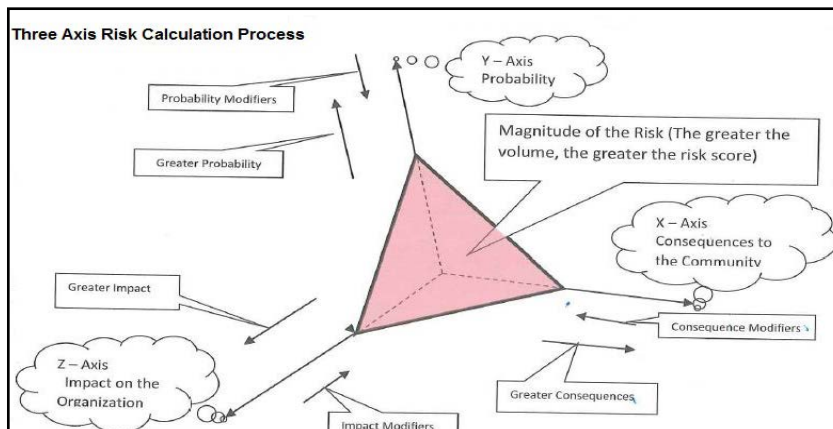 Three Axis Risk Calculation Process
Y – Axis
Probability
Probability Modifiers
Greater Probability
Magnitude of the Risk (The greater the
volume, the greater the risk score)
X – Axis
Consequences to
the Community
Greater Impact
Consequence Modifiers
Z – Axis
Impact on the
Organization
Greater Consequences
Impact Modifiers